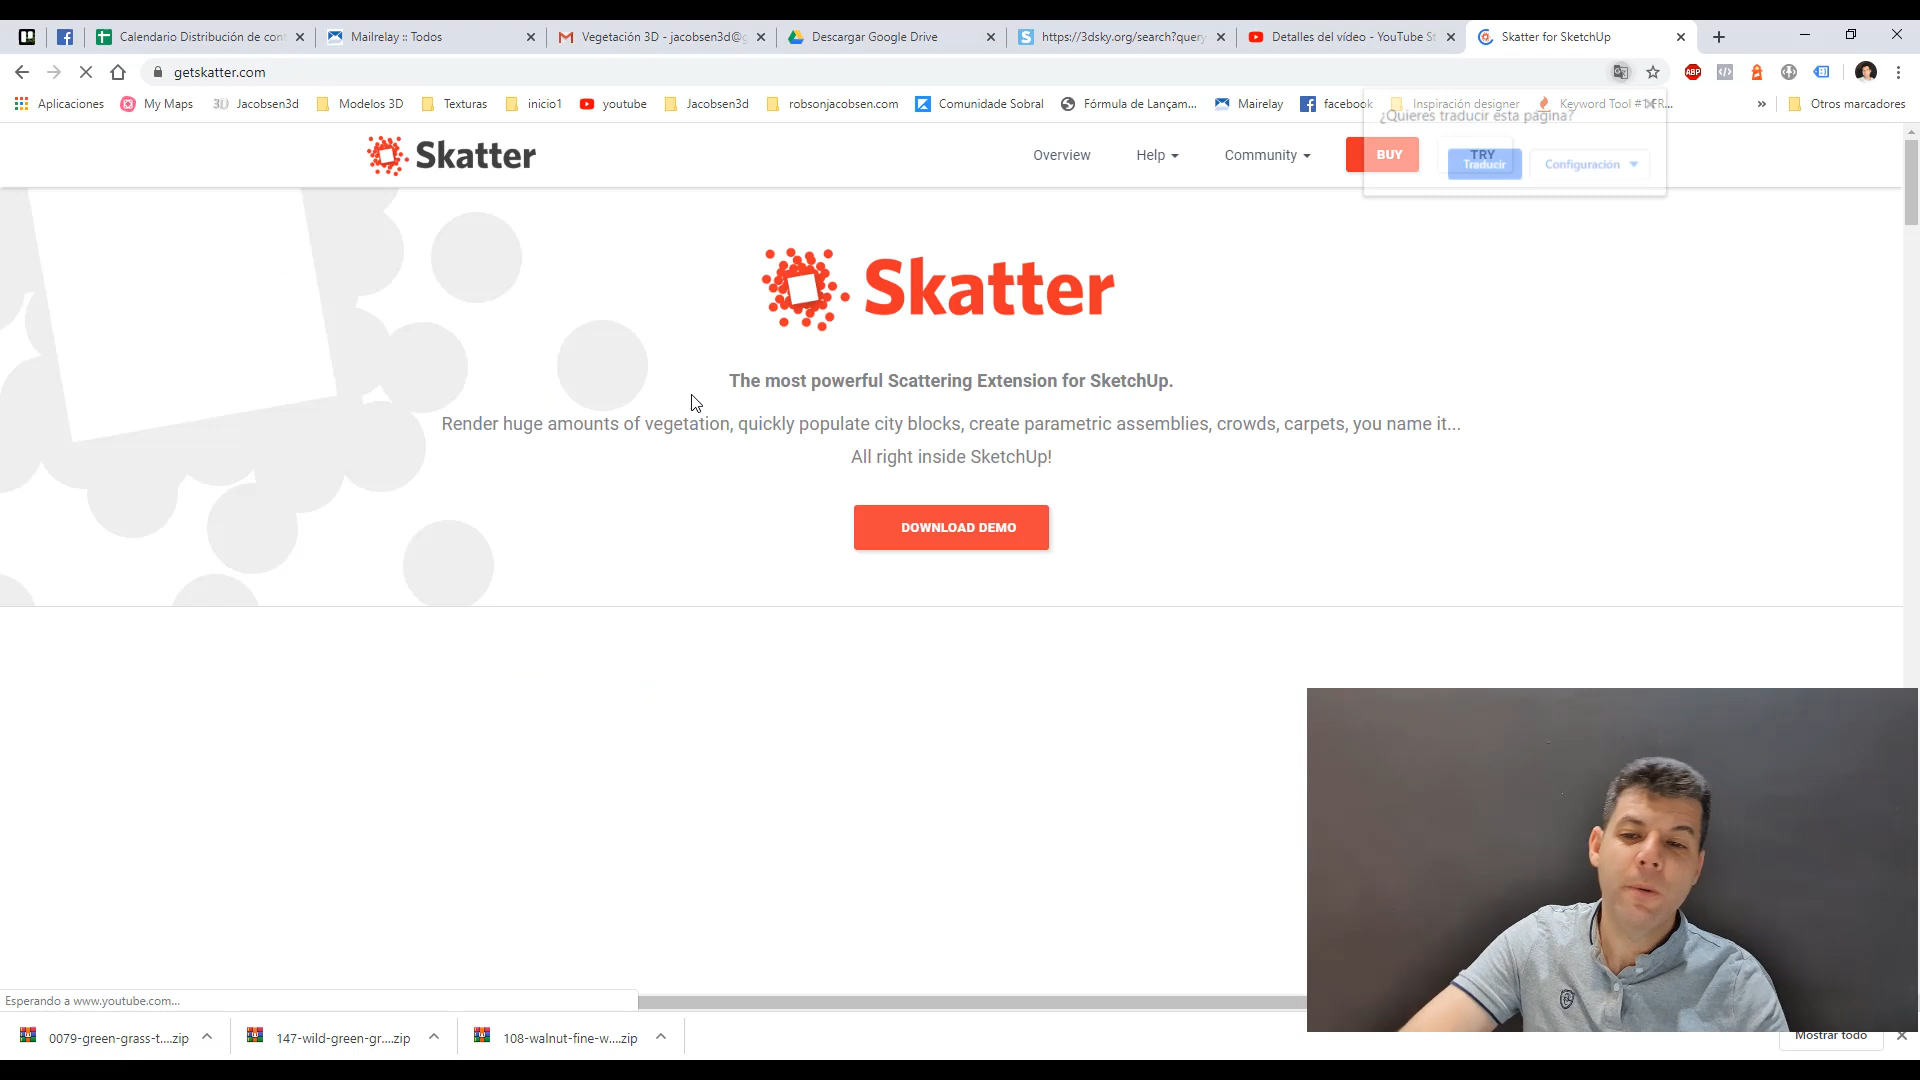 Calendario Distribución de cont
Mailrelay :: Todos
Vegetación 3D - jacobsen3d@g
Descargar Google Drive
https://3dsky.org/search?query
Detalles del vídeo - YouTube St
Skatter for SketchUp
getskatter.com
Aplicaciones
My Maps
3D Jacobsen3d
Modelos 3D
Texturas
inicio1
youtube
Jacobsen3d
robsonjacobsen.com
Comunidade Sobral
Fórmula de Lançam...
Mairelay
facebook
Inspiración designer
Keyword Tool #1
Otros marcadores
¿Quieres traducir esta página?
Traducir
Configuración
Skatter
Overview
Help
Community
BUY
TRY
Skatter
The most powerful Scattering Extension for SketchUp.
Render huge amounts of vegetation, quickly populate city blocks, create parametric assemblies, crowds, carpets, you name it...
All right inside SketchUp!
DOWNLOAD DEMO
Esperando a www.youtube.com...
0079-green-grass-t....zip
147-wild-green-gr....zip
108-walnut-fine-w....zip
Mostrar todo